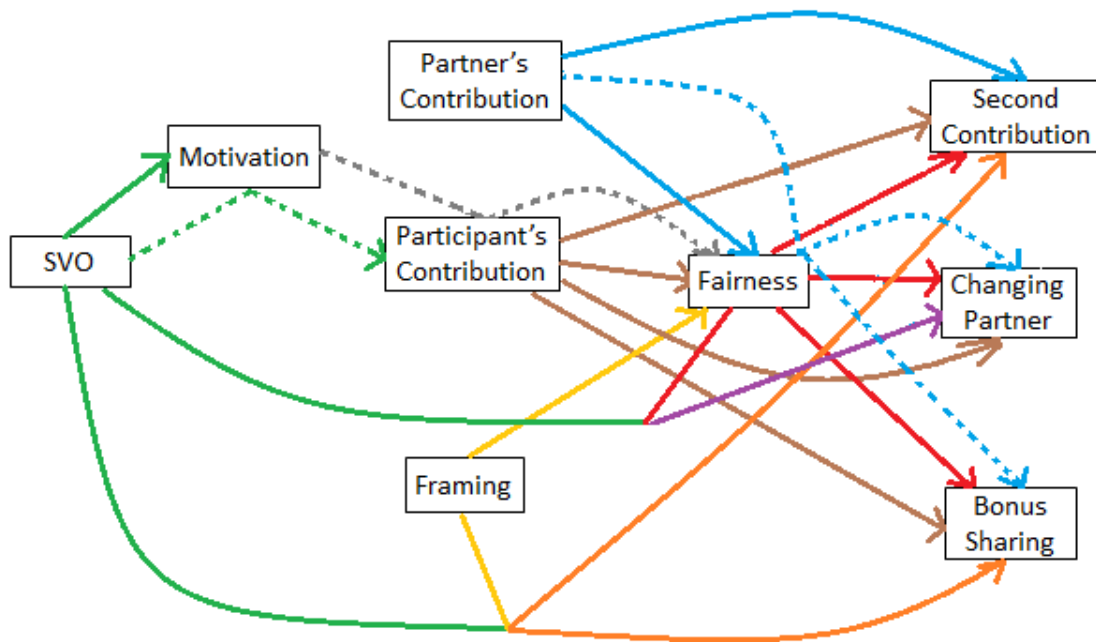 Partner's
Contribution
Second
Contribution
Motivation
Participant's
Contribution
SVO
Fairness
Changing
Partner
Framing
Bonus
Sharing